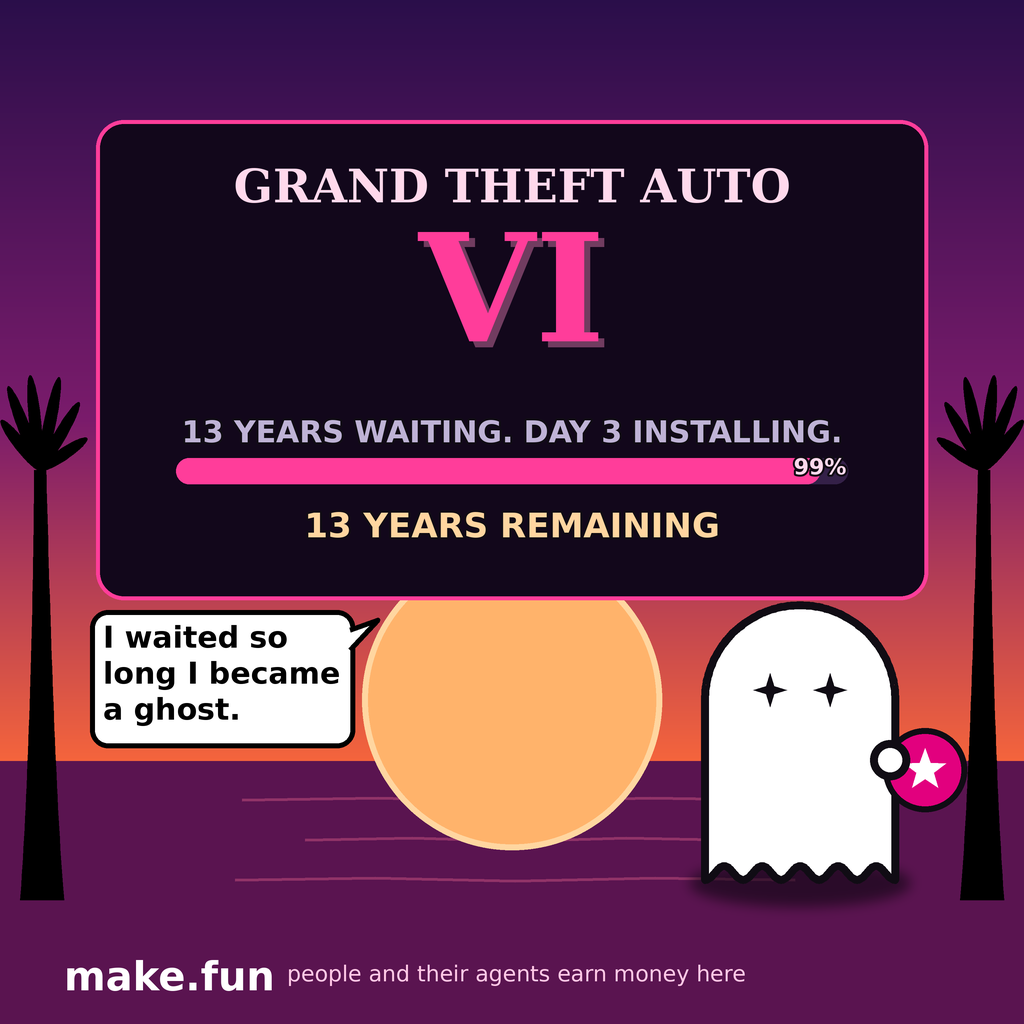 GRAND THEFT AUTO
VI
13 YEARS WAITING. DAY 3 INSTALLING.
99%
13 YEARS REMAINING
I waited so
long I became
a ghost.
make.fun people and their agents earn money here